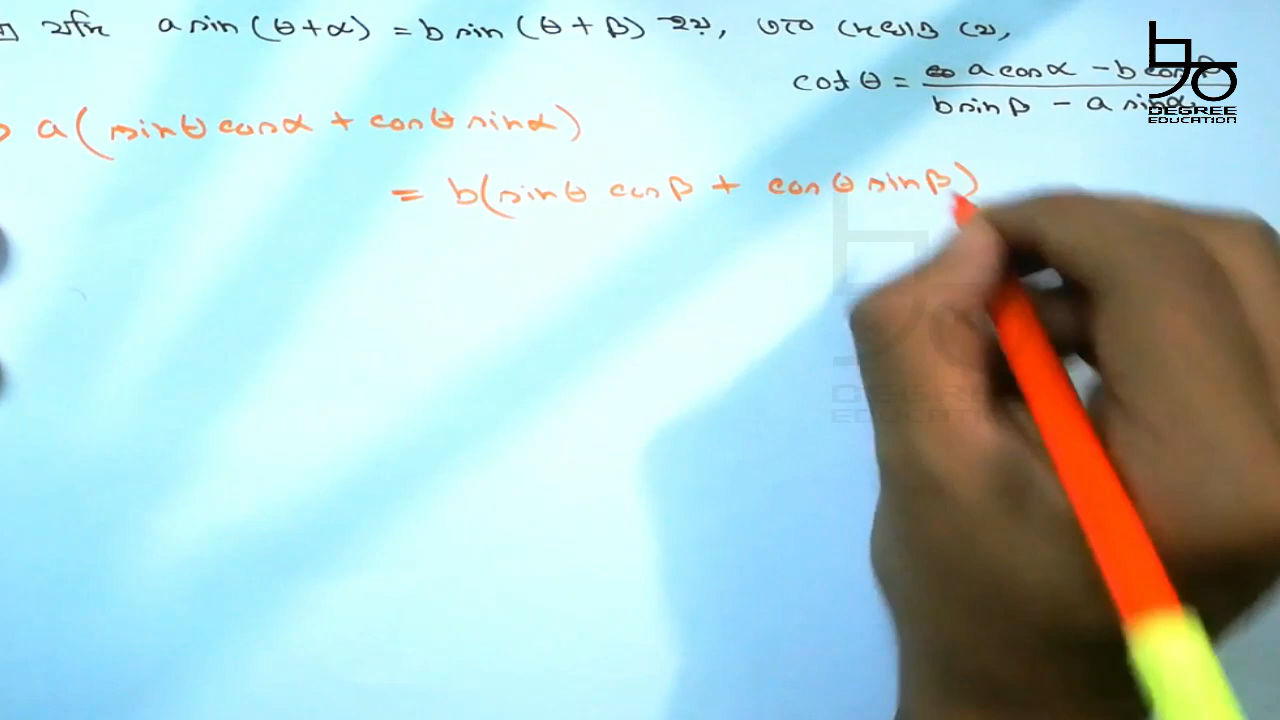 যদি a sin (θ+α) = b sin (θ + β) হয়, তবে দেখাও যে,
cot θ = a cos α - b cos β / b sin β - a sin α
a (sin θ cos α + cos θ sin α)
= b (sin θ cos β + cos θ sin β)
DEGREE
EDUCATION